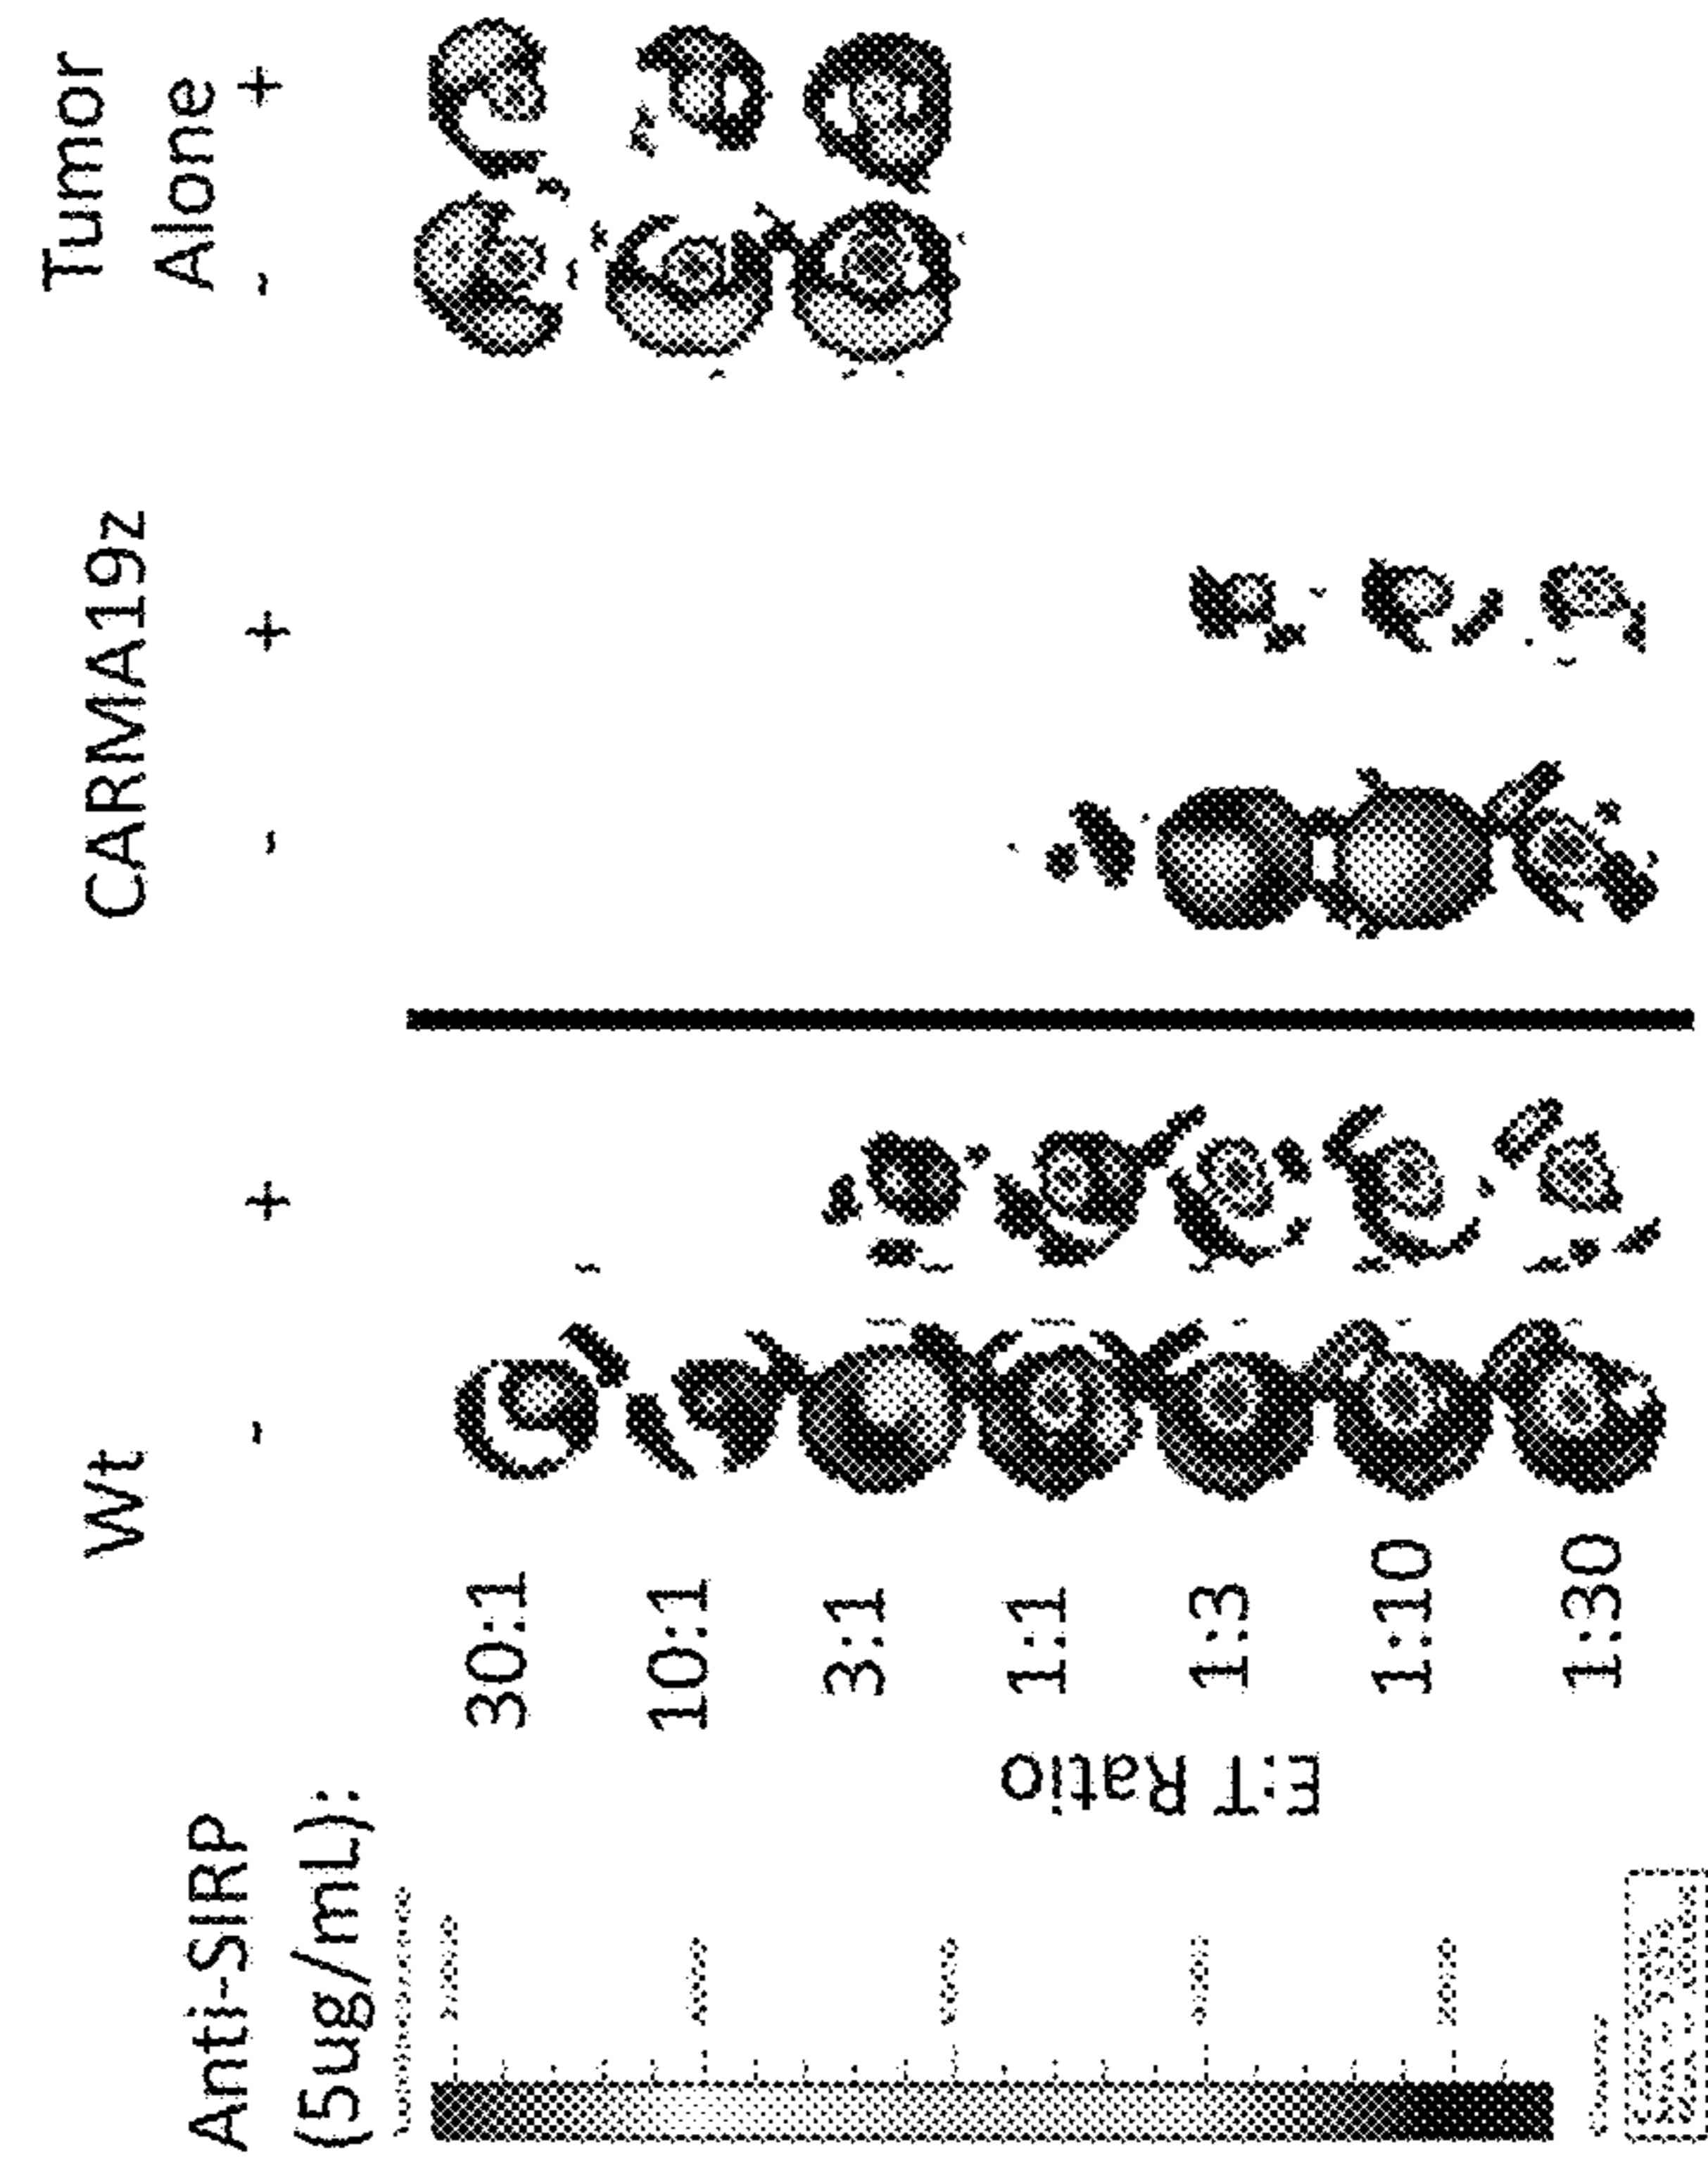 Wt
CARMA19z
Tumor
Alone
Anti-SIRP
(5ug/mL):
- + - + - +
30:1
10:1
3:1
1:1
1:3
1:10
1:30
E:T Ratio